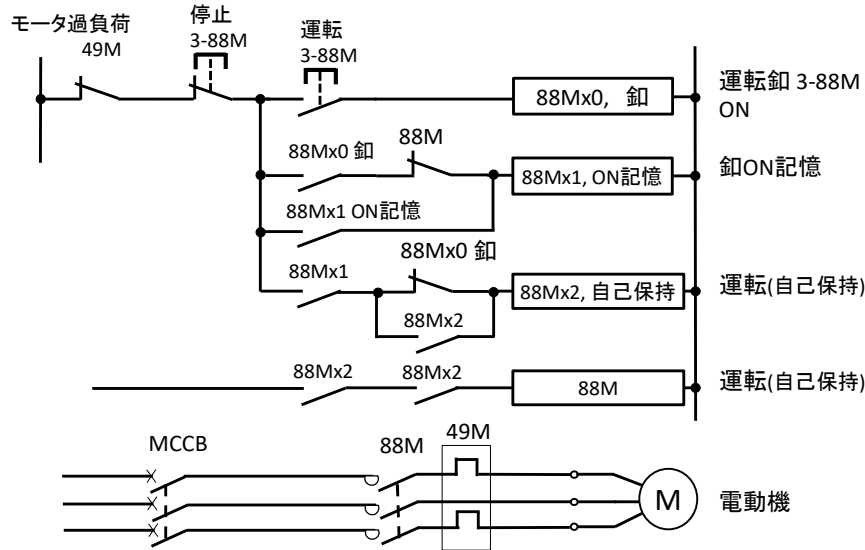 モータ過負荷
49M
停止
3-88M
運転
3-88M
88Mx0, 釦
運転釦 3-88M
ON
88Mx0 釦
88M
88Mx1, ON記憶
釦ON記憶
88Mx1 ON記憶
88Mx1
88Mx0 釦
88Mx2, 自己保持
運転(自己保持)
88Mx2
88Mx2
88Mx2
88M
運転(自己保持)
MCCB
88M
49M
M
電動機